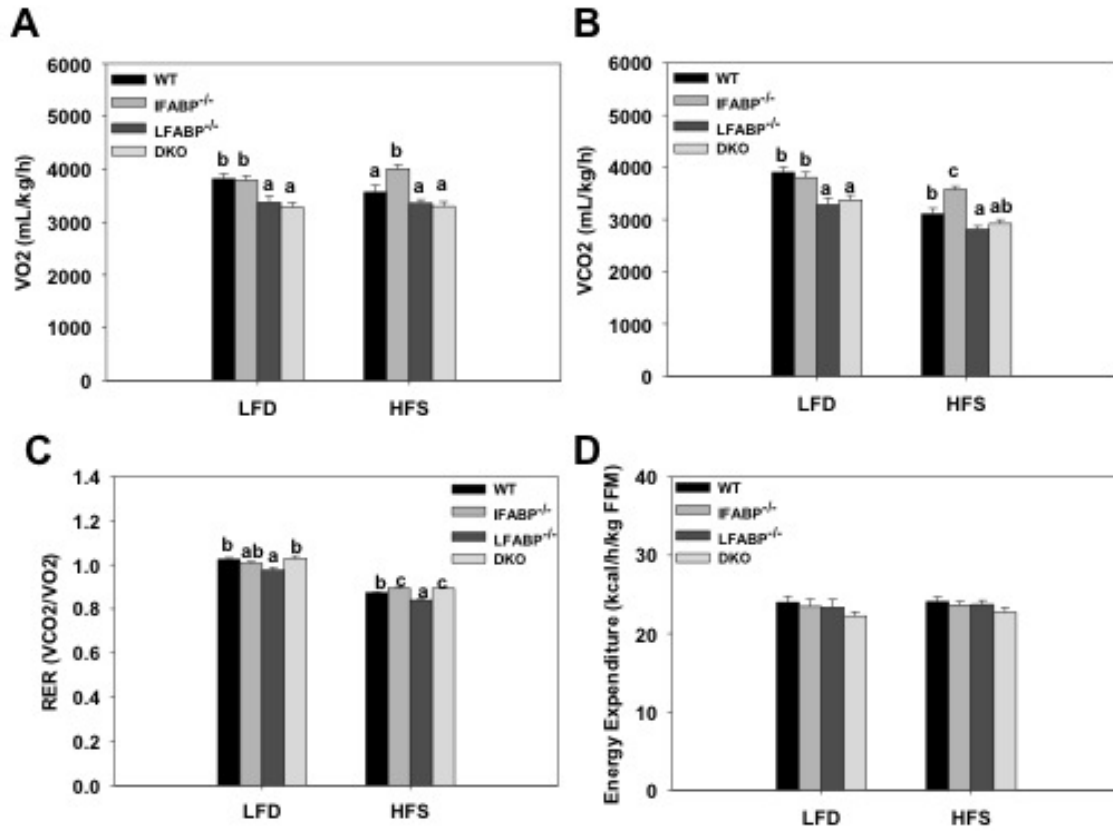 A
VO2 (mL/kg/h)
6000
5000
4000
3000
2000
1000
0
WT
IFABP-/-
LFABP-/-
DKO
b b a a
a b a a
LFD HFS
B
VCO2 (mL/kg/h)
6000
5000
4000
3000
2000
1000
0
WT
IFABP-/-
LFABP-/-
DKO
b b a a
b c a ab
LFD HFS
C
RER (VCO2/VO2)
1.4
1.2
1.0
0.8
0.6
0.4
0.2
0.0
WT
IFABP-/-
LFABP-/-
DKO
b ab a b
b c a c
LFD HFS
D
Energy Expenditure (kcal/h/kg FFM)
40
30
20
10
0
WT
IFABP-/-
LFABP-/-
DKO
LFD HFS